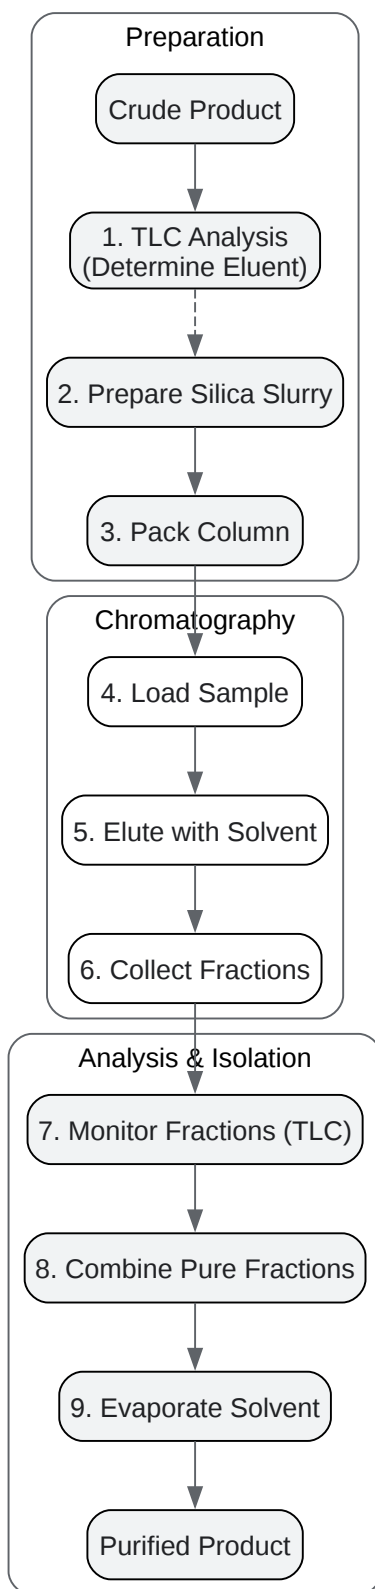 Preparation
Crude Product
1. TLC Analysis
(Determine Eluent)
2. Prepare Silica Slurry
3. Pack Column
Chromatography
4. Load Sample
5. Elute with Solvent
6. Collect Fractions
Analysis & Isolation
7. Monitor Fractions (TLC)
8. Combine Pure Fractions
9. Evaporate Solvent
Purified Product